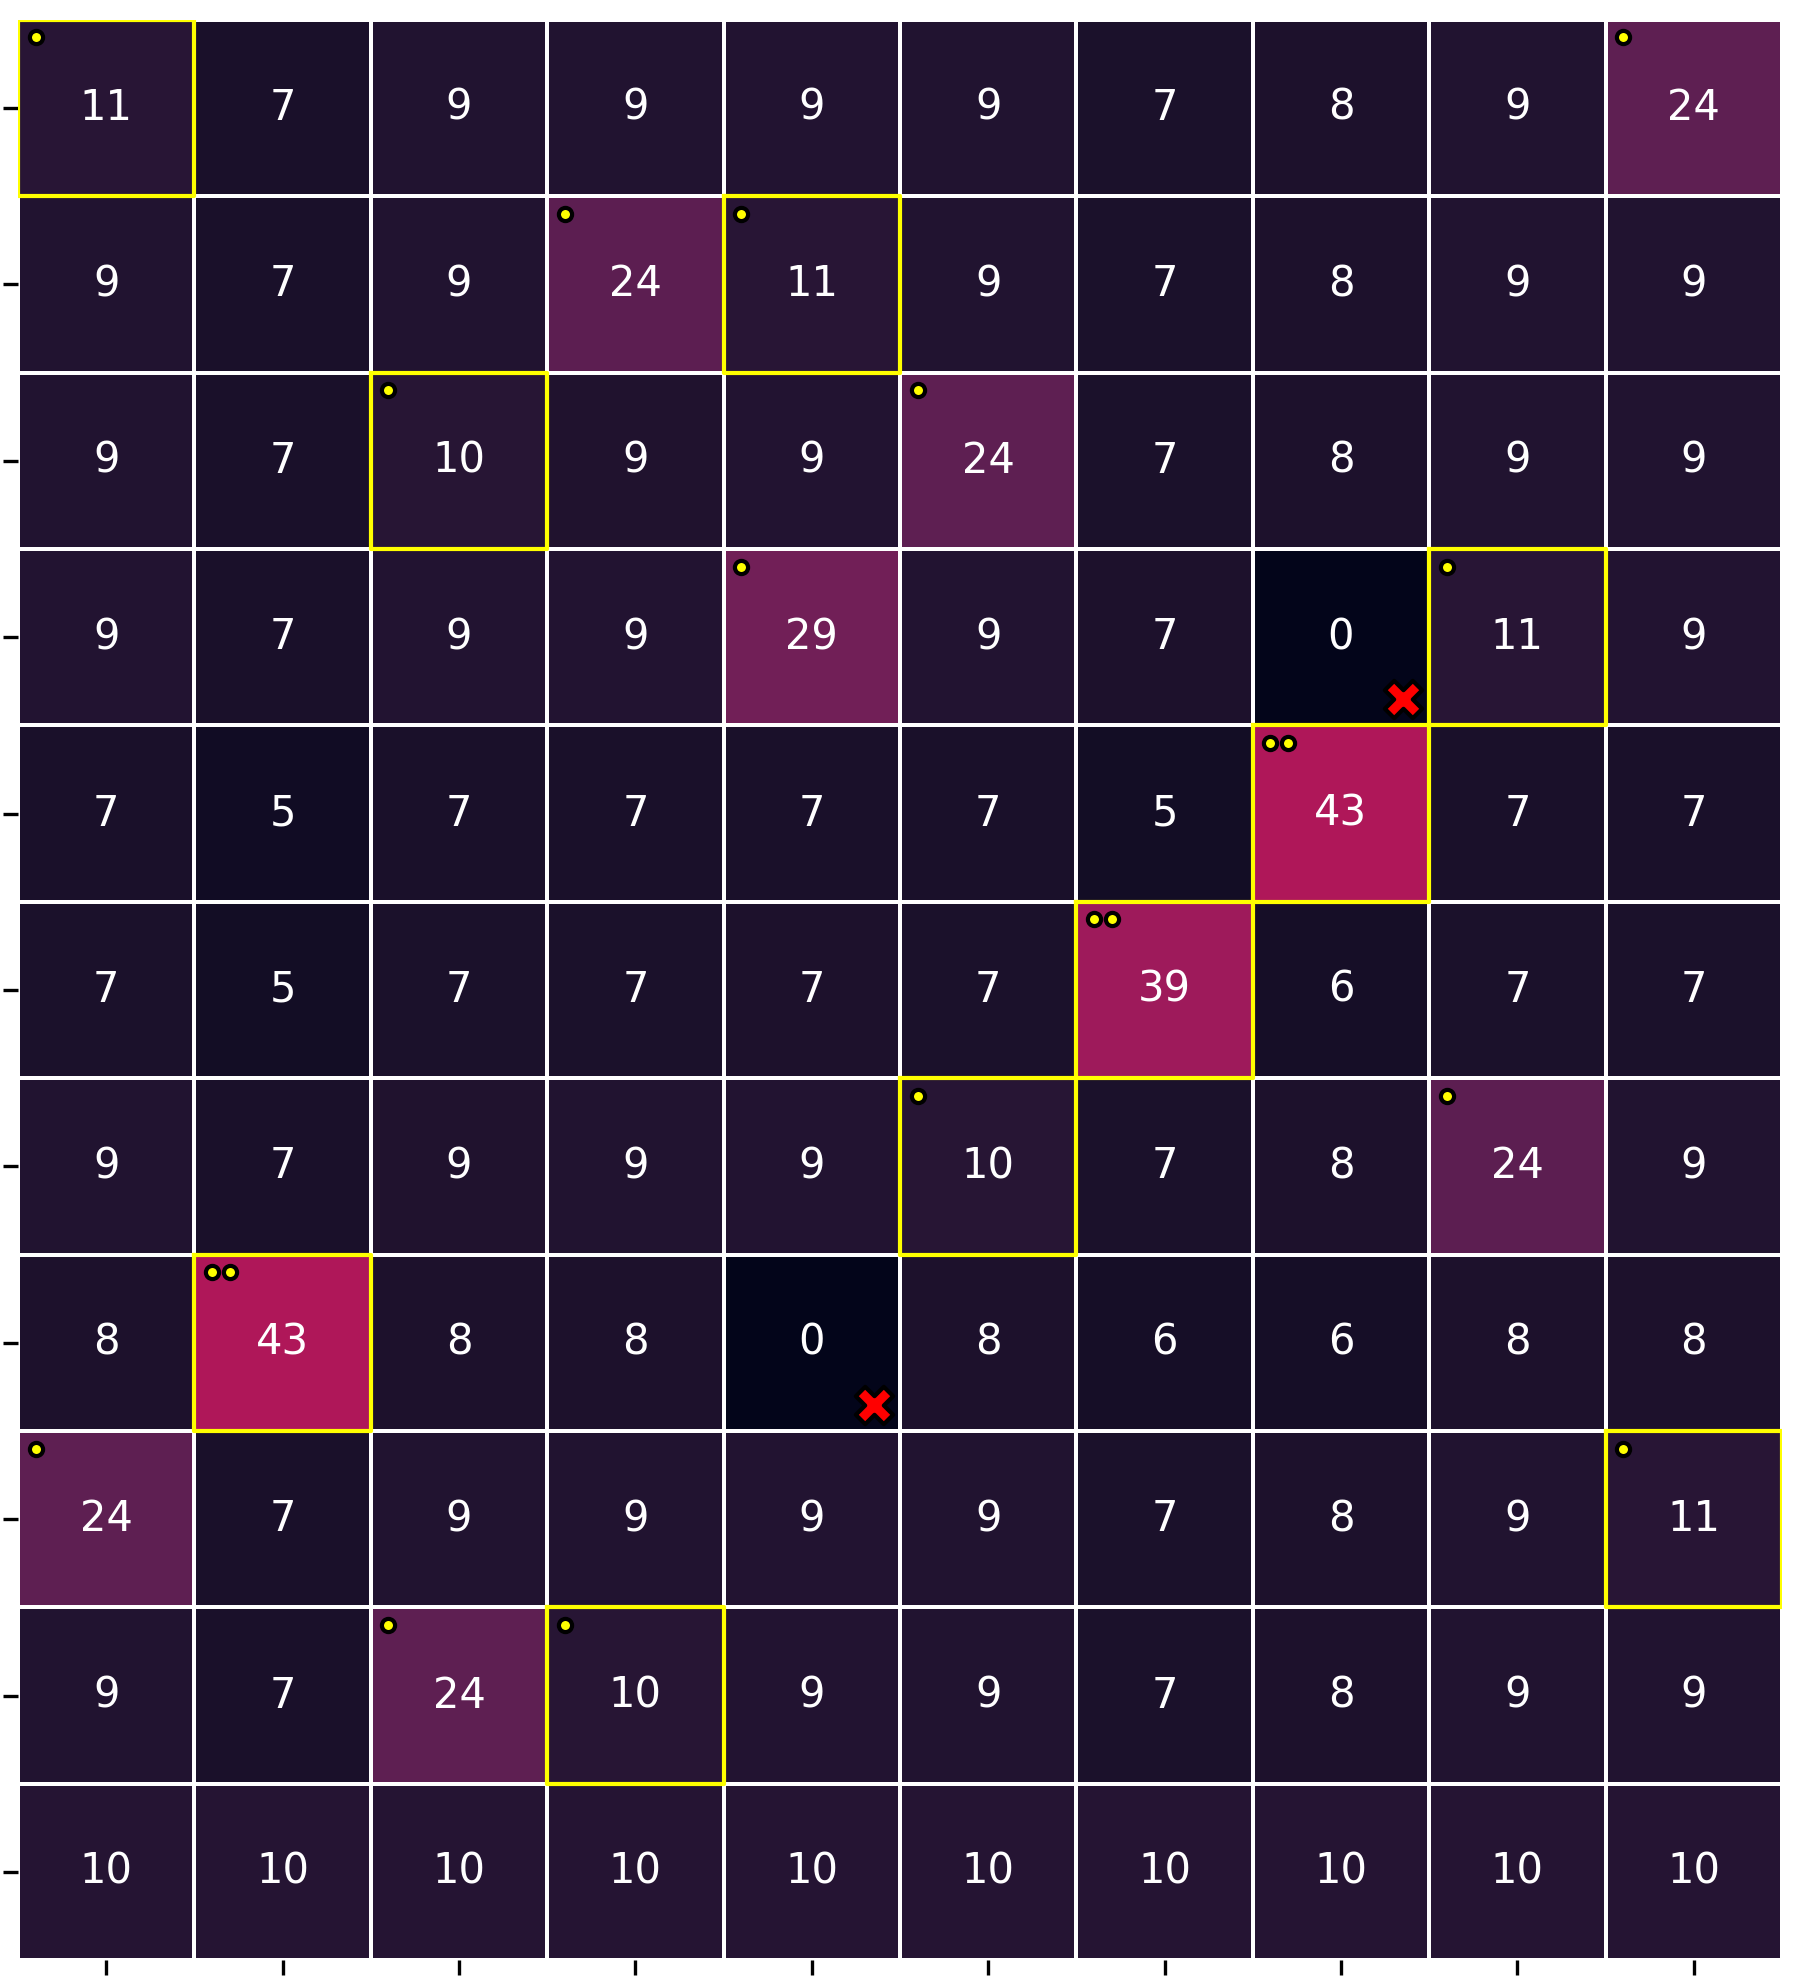 11 7 9 9 9 9 7 8 9 24
9 7 9 24 11 9 7 8 9 9
9 7 10 9 9 24 7 8 9 9
9 7 9 9 29 9 7 0 11 9
7 5 7 7 7 7 5 43 7 7
7 5 7 7 7 7 39 6 7 7
9 7 9 9 9 10 7 8 24 9
8 43 8 8 0 8 6 6 8 8
24 7 9 9 9 9 7 8 9 11
9 7 24 10 9 9 7 8 9 9
10 10 10 10 10 10 10 10 10 10